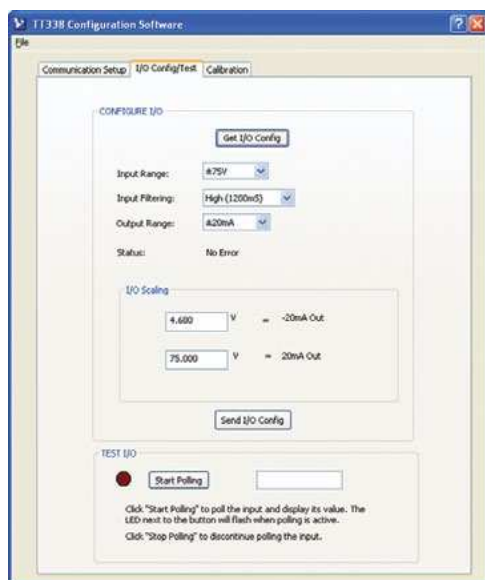 TT338 Configuration Software
File
Communication Setup I/O Config/Test Calibration
CONFIGURE I/O
Get I/O Config
Input Range: ±75V
Input Filtering: High (1200mS)
Output Range: ±20mA
Status: No Error
I/O Scaling
4.600 V = -20mA Out
75.000 V = 20mA Out
Send I/O Config
TEST I/O
Start Polling
Click "Start Polling" to poll the input and display its value. The
LED next to the button will flash when polling is active.
Click "Stop Polling" to discontinue polling the input.